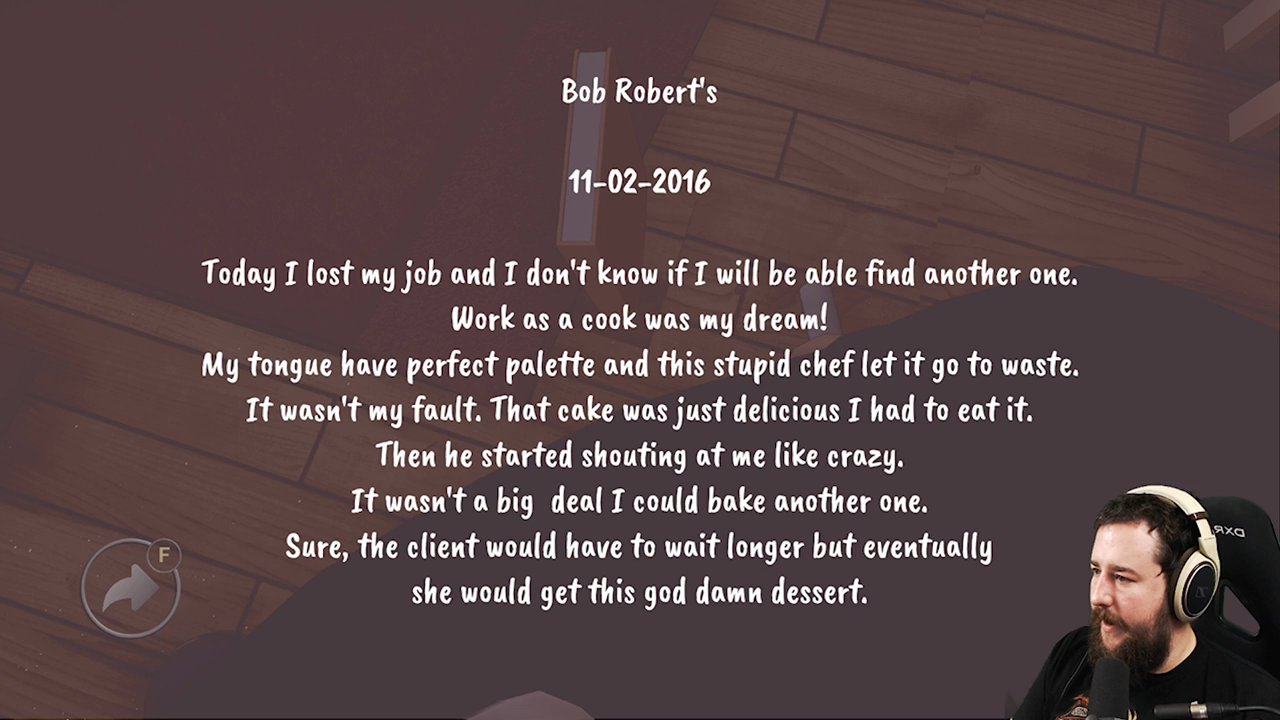 Bob Robert's
11-02-2016
Today I lost my job and I don't know if I will be able find another one.
Work as a cook was my dream!
My tongue have perfect palette and this stupid chef let it go to waste.
It wasn't my fault. That cake was just delicious I had to eat it.
Then he started shouting at me like crazy.
It wasn't a big  deal I could bake another one.
Sure, the client would have to wait longer but eventually
she would get this god damn dessert.
F
DXR